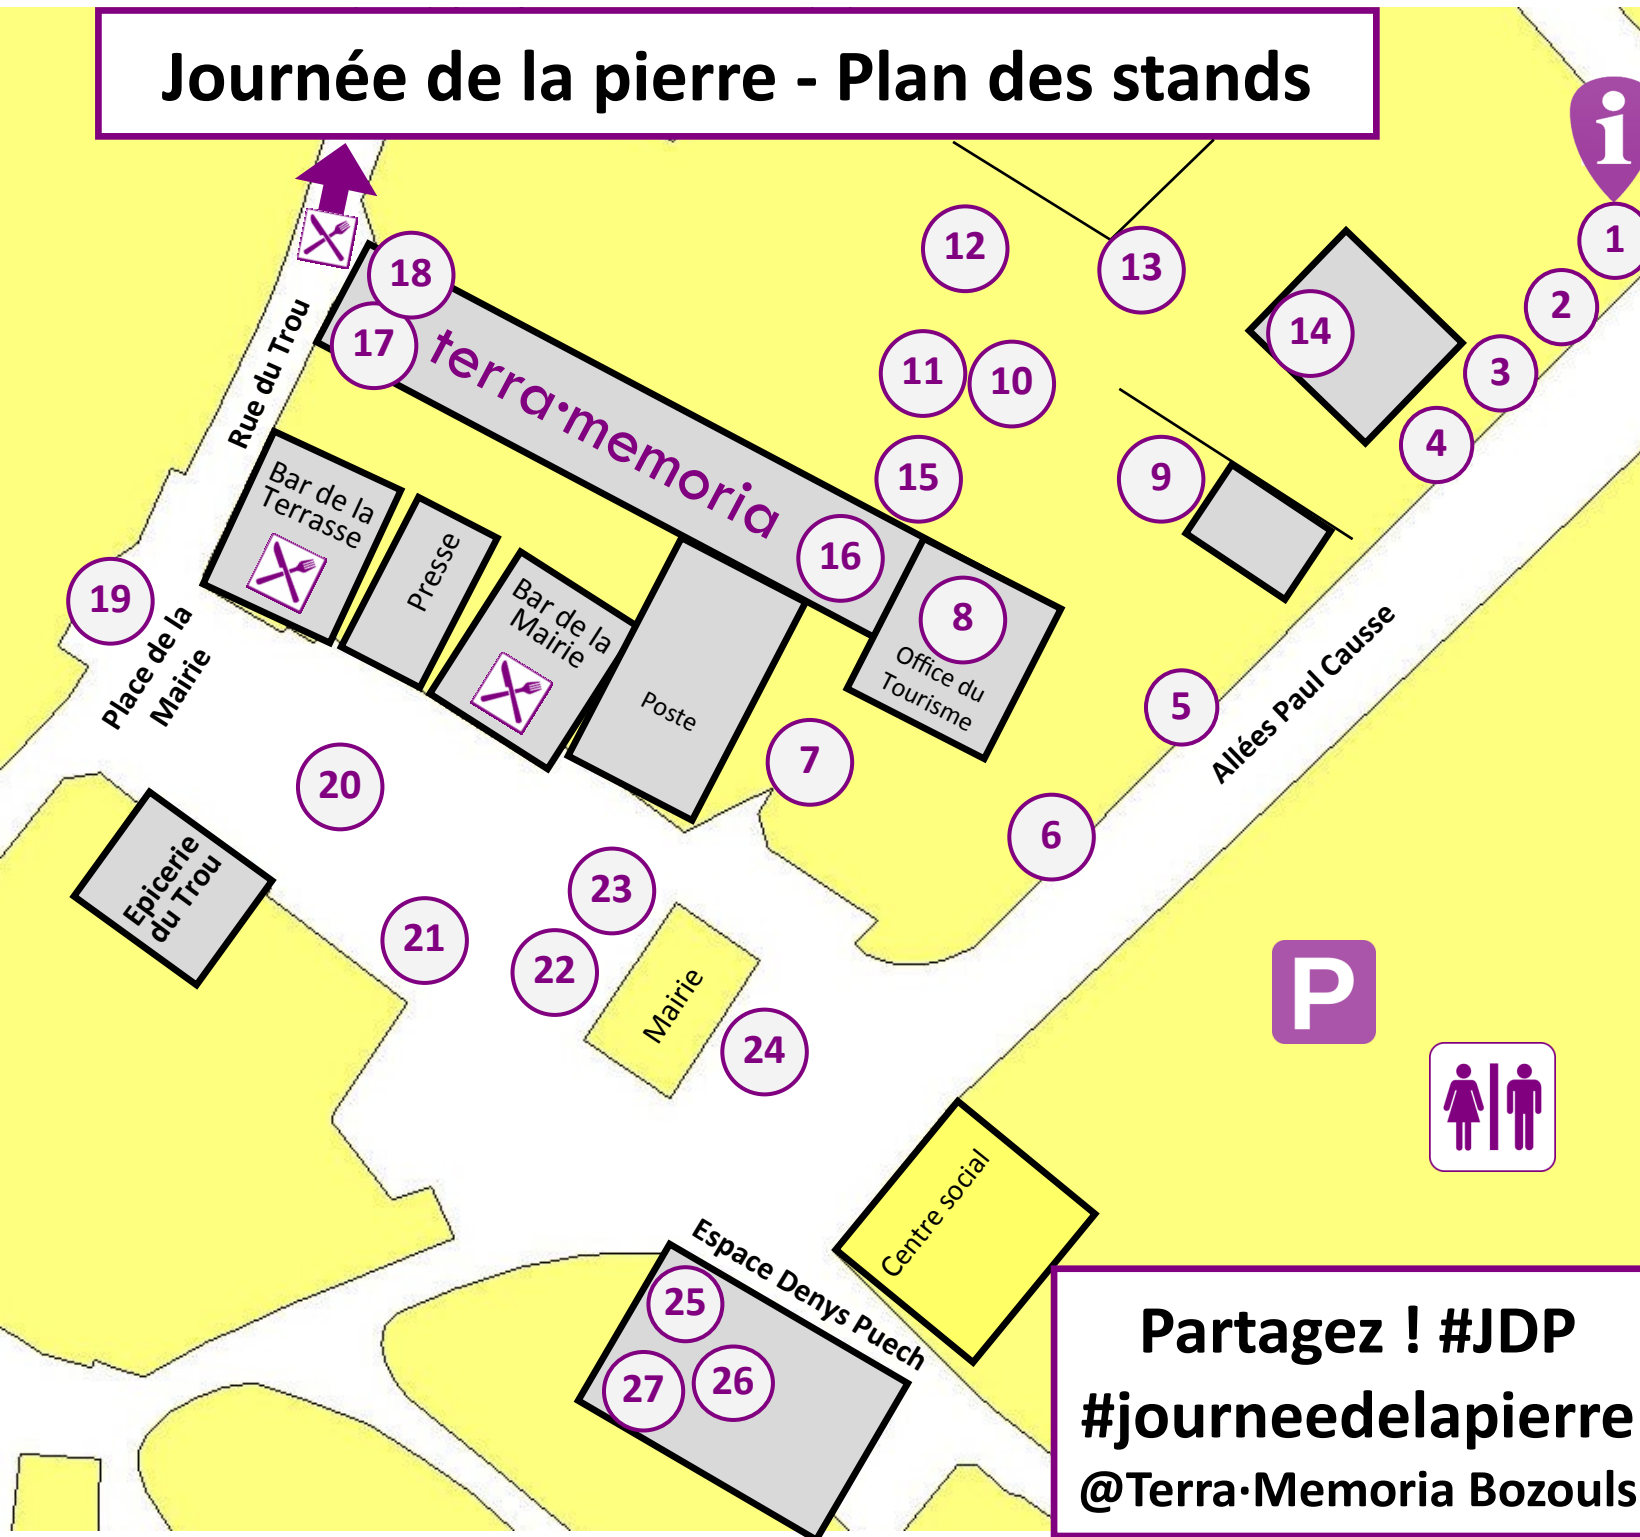 Journée de la pierre - Plan des stands
i
1
2
3
4
12
13
14
18
17
Rue du Trou
terra·memoria
11
10
15
9
16
8
Office du
Tourisme
Bar de la
Terrasse
Presse
Bar de la
Mairie
Poste
19
Place de la
Mairie
5
Allées Paul Causse
7
6
20
Epicerie
du Trou
21
23
22
Mairie
24
P
Centre social
Espace Denys Puech
25
26
27
Partagez ! #JDP
#journeedelapierre
@Terra·Memoria Bozouls